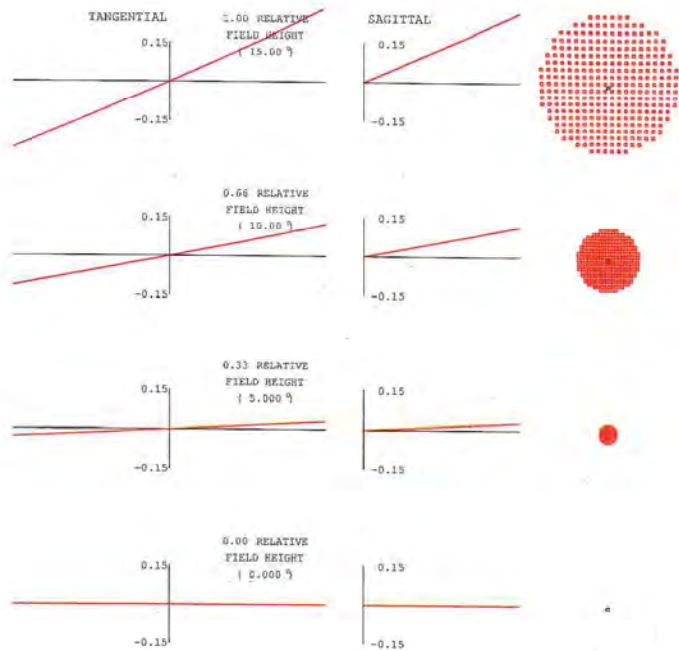 TANGENTIAL
1.00 RELATIVE
FIELD HEIGHT
( 15.00 º)
SAGITTAL
0.15
-0.15
0.15
-0.15
0.66 RELATIVE
FIELD HEIGHT
( 10.00 º)
0.15
-0.15
0.15
-0.15
0.33 RELATIVE
FIELD HEIGHT
( 5.000 º)
0.15
-0.15
0.15
-0.15
0.00 RELATIVE
FIELD HEIGHT
( 0.000 º)
0.15
-0.15
0.15
-0.15